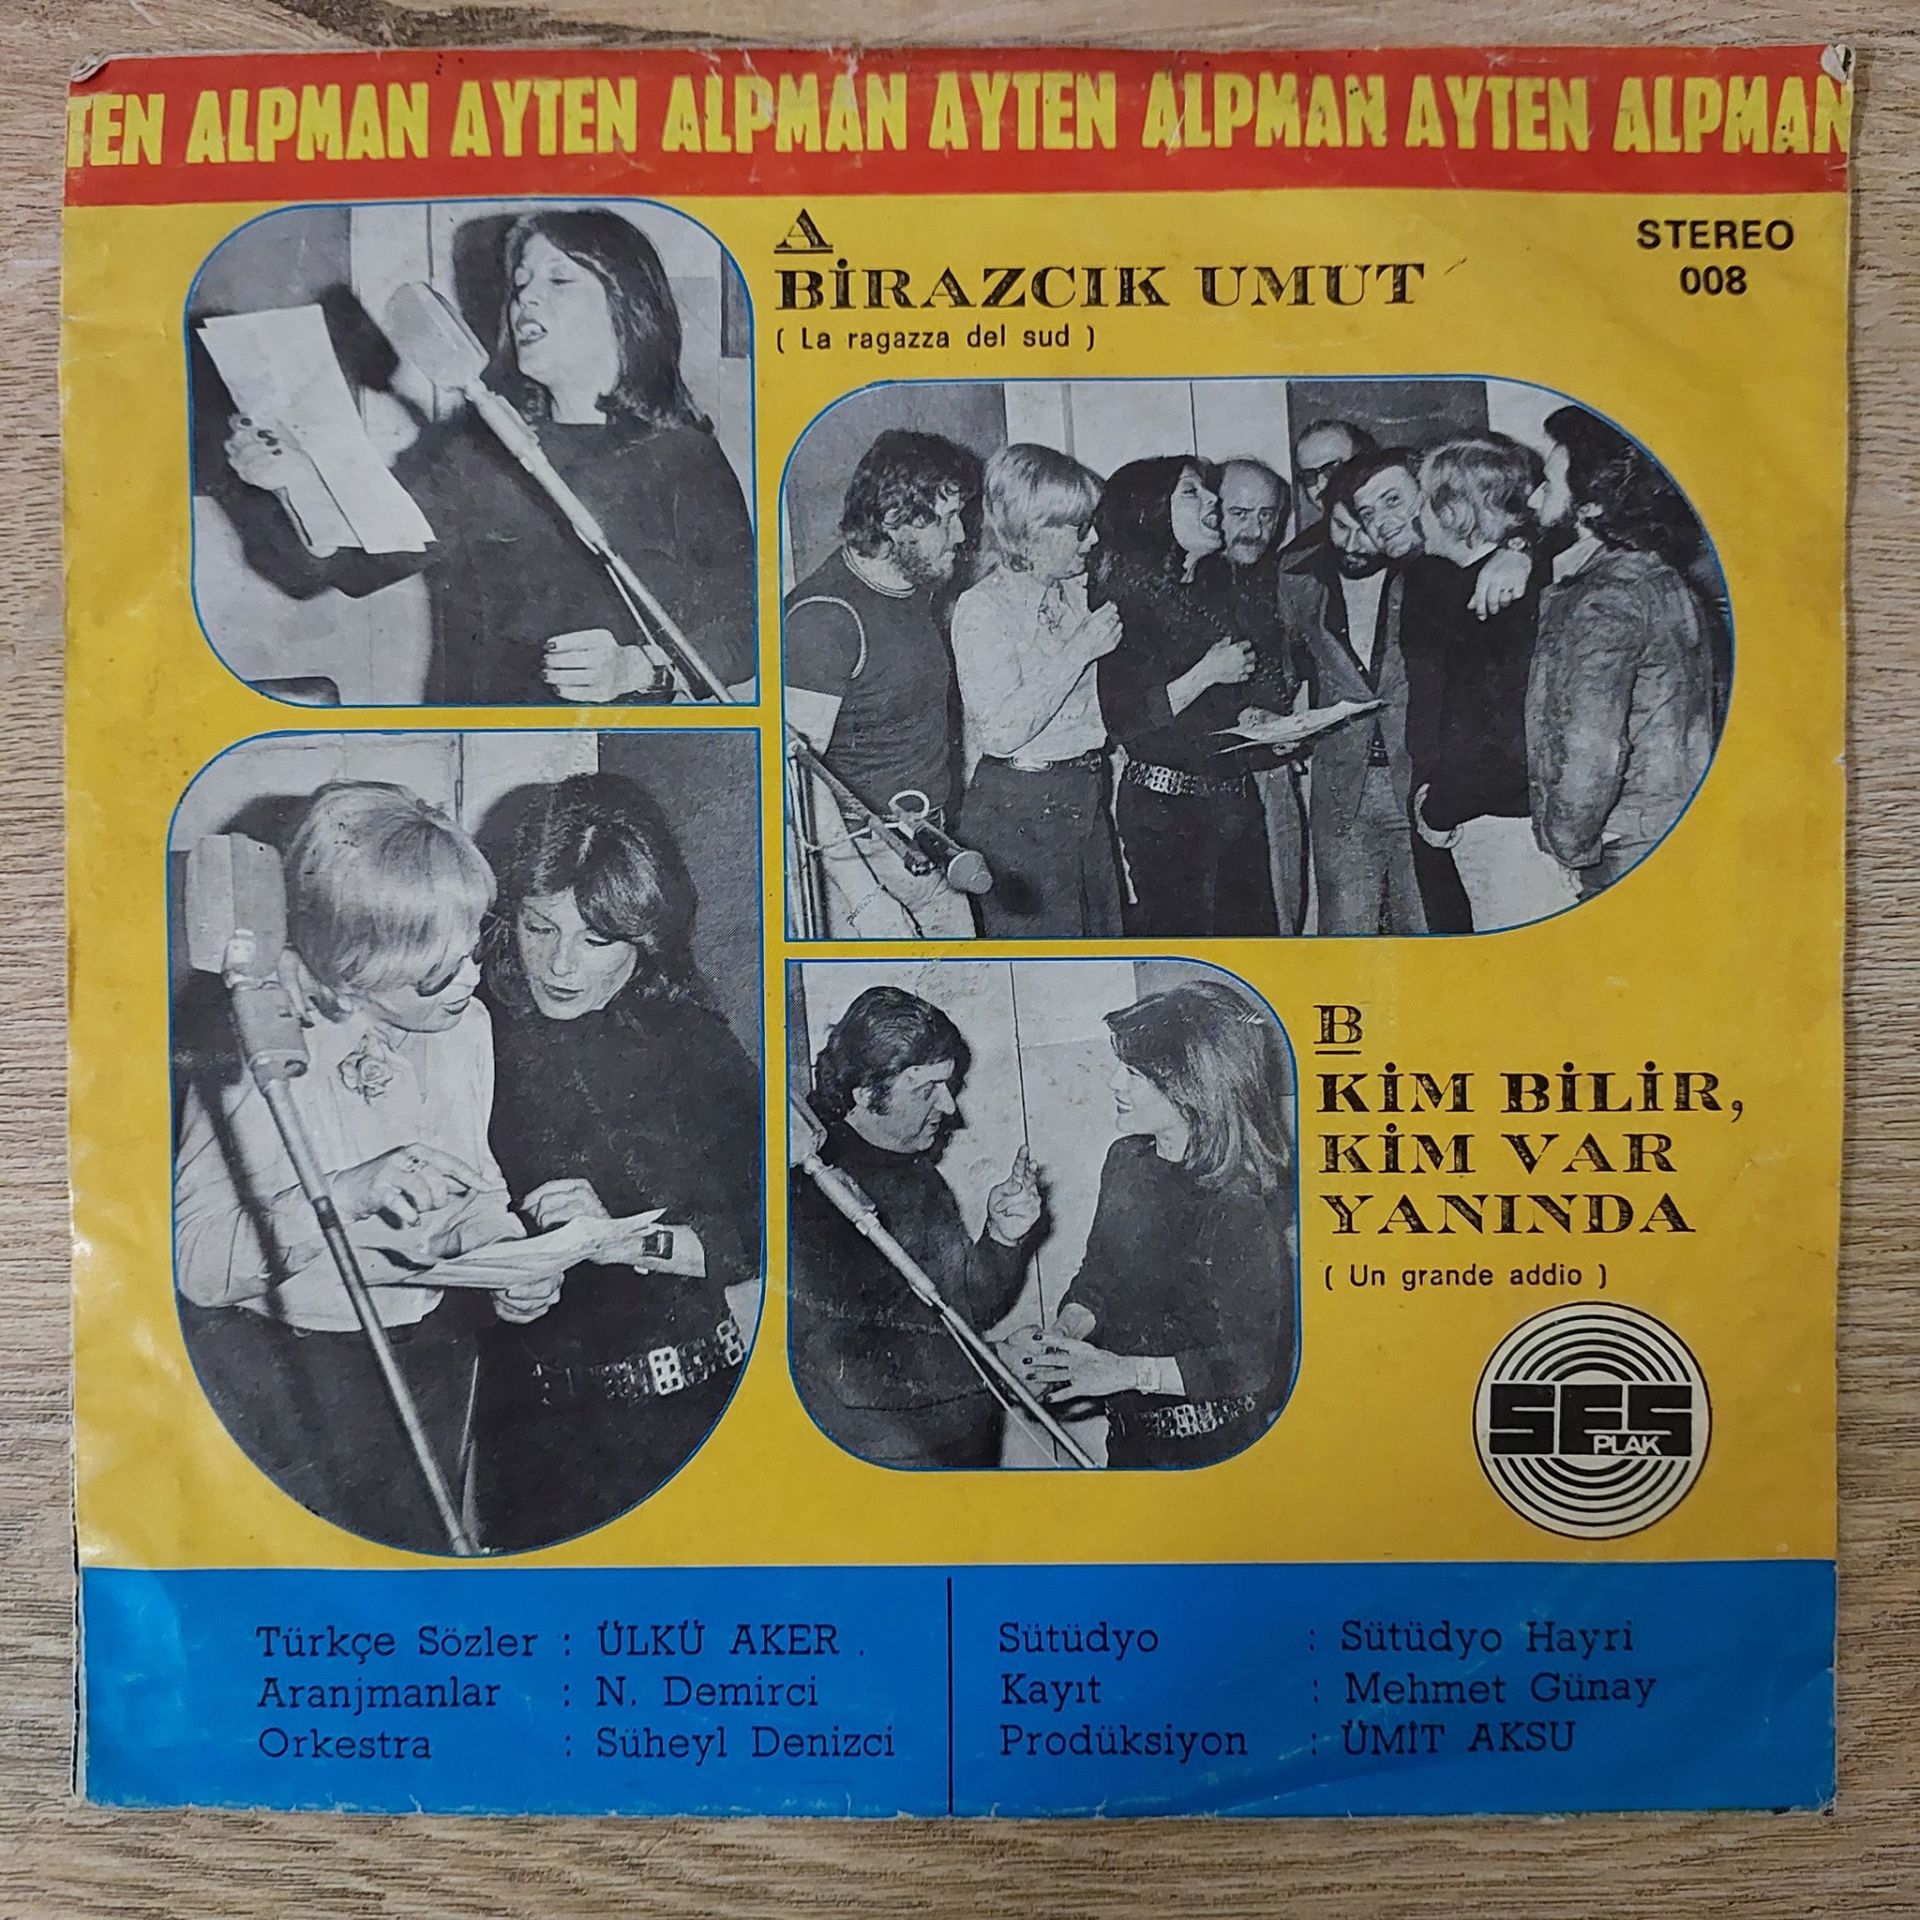 TEN ALPMAN AYTEN ALPMAN AYTEN ALPMAN AYTEN ALPMAN
A
BİRAZCIK UMUT
( La ragazza del sud )
STEREO
008
B
KİM BİLİR,
KİM VAR
YANINDA
( Un grande addio )
SES
PLAK
Türkçe Sözler : ÜLKÜ AKER .
Aranjmanlar : N. Demirci
Orkestra : Süheyl Denizci
Sütüdyo : Sütüdyo Hayri
Kayıt : Mehmet Günay
Prodüksiyon : ÜMİT AKSU